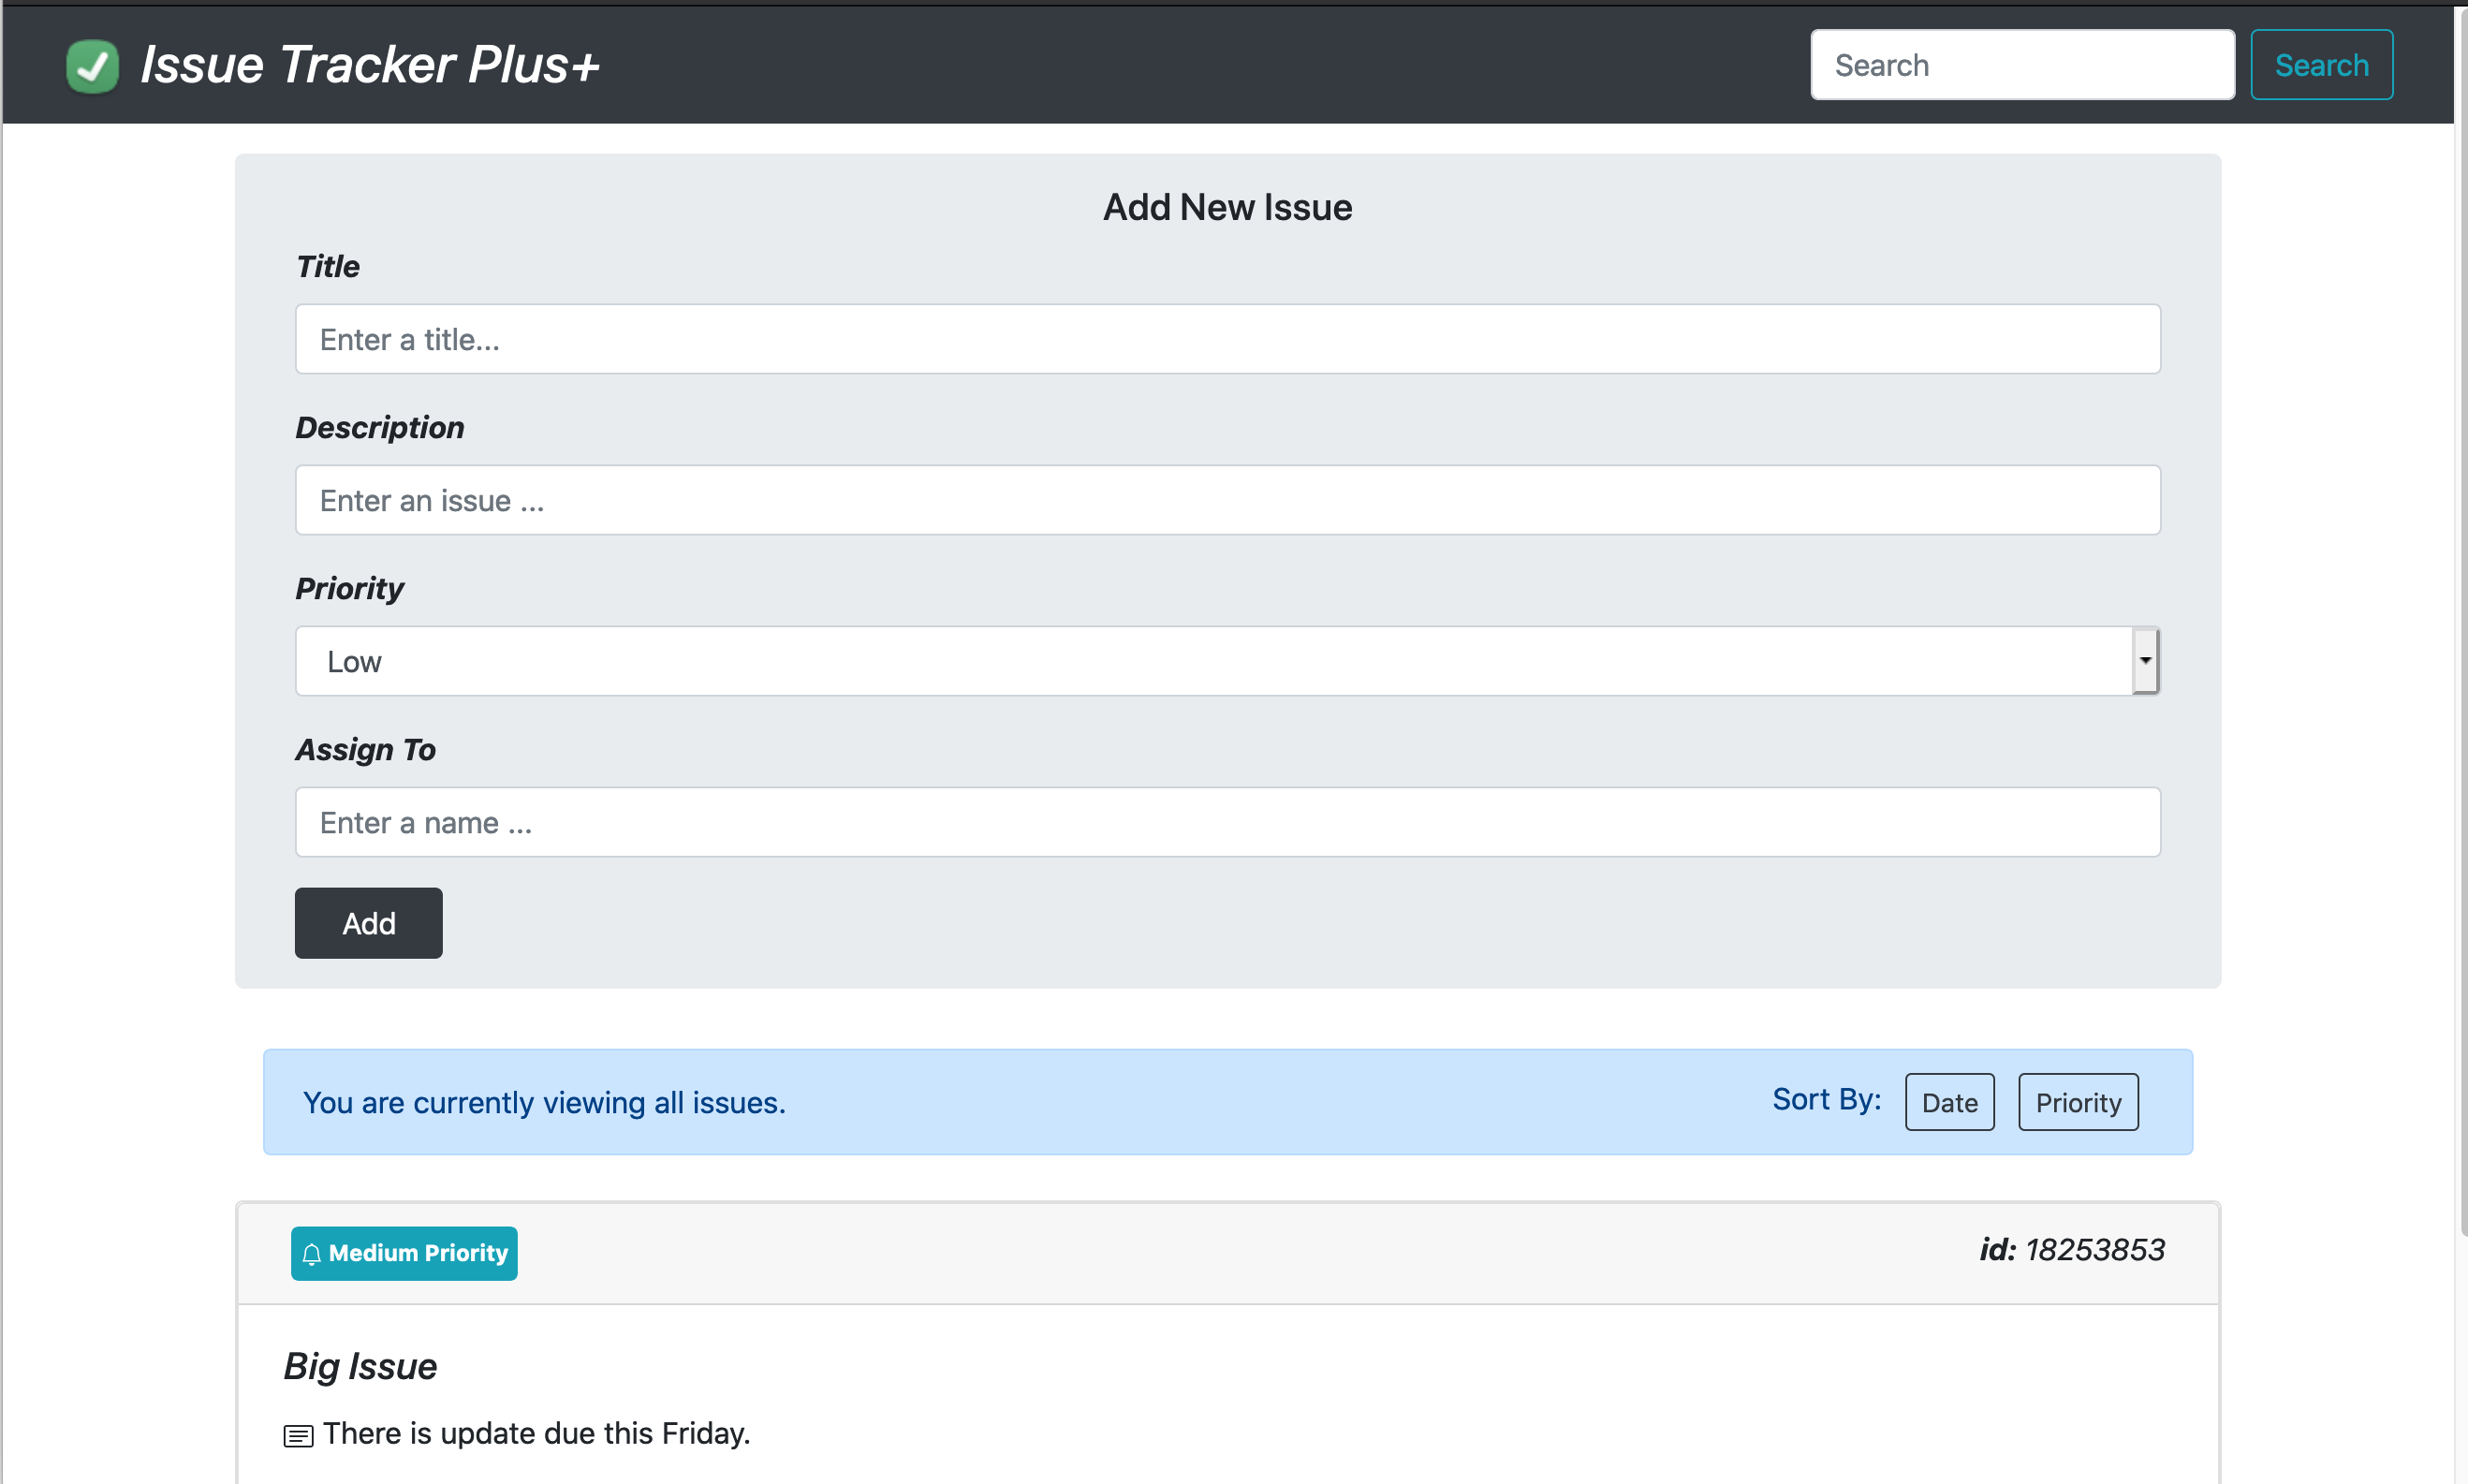 Issue Tracker Plus+
Search
Search
Add New Issue
Title
Enter a title...
Description
Enter an issue ...
Priority
Low
Assign To
Enter a name ...
Add
You are currently viewing all issues.
Sort By: Date Priority
Medium Priority
id: 18253853
Big Issue
There is update due this Friday.